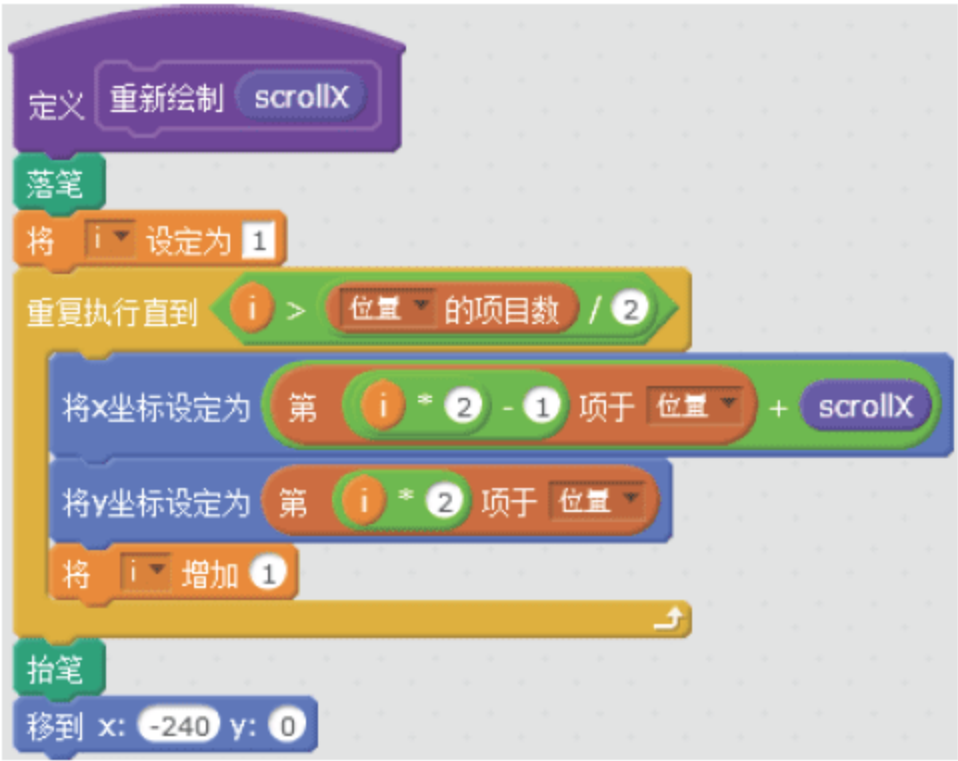 定义 重新绘制 scrollX
落笔
将 i 设定为 1
重复执行直到 i > 位置 的项目数 / 2
将x坐标设定为 第 i * 2 - 1 项于 位置 + scrollX
将y坐标设定为 第 i * 2 项于 位置
将 i 增加 1
抬笔
移到 x: -240 y: 0